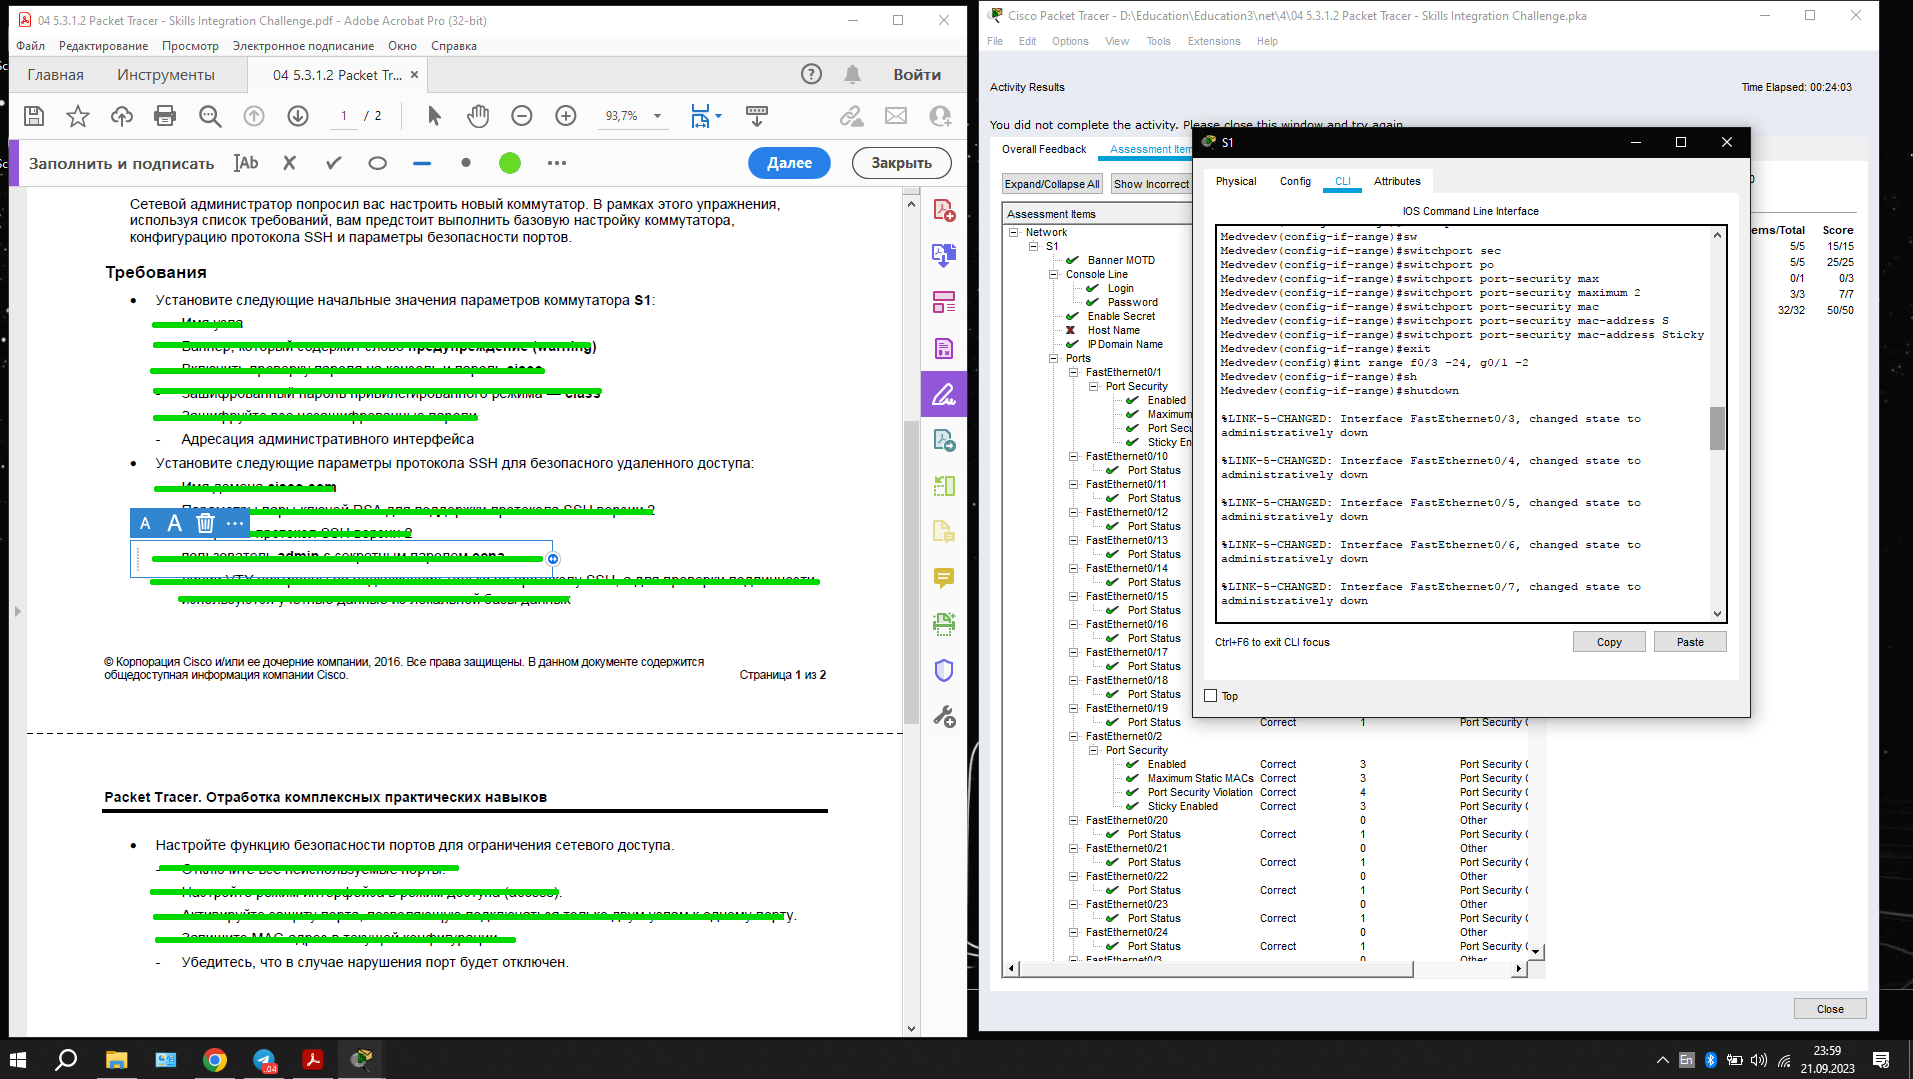 04 5.3.1.2 Packet Tracer - Skills Integration Challenge.pdf - Adobe Acrobat Pro (32-bit)
Файл Редактирование Просмотр Электронное подписание Окно Справка
Главная Инструменты 04 5.3.1.2 Packet Tr... × Войти
1 / 2 93,7%
Заполнить и подписать Ab Далее Закрыть
Сетевой администратор попросил вас настроить новый коммутатор. В рамках этого упражнения,
используя список требований, вам предстоит выполнить базовую настройку коммутатора,
конфигурацию протокола SSH и параметры безопасности портов.
Требования
• Установите следующие начальные значения параметров коммутатора S1:
Имя узла
Баннер, который содержит слово предупреждение (warning)
Включить проверку пароля на консоль и пароль cisco
- Зашифрованный пароль привилегированного режима — class
Зашифруйте все незашифрованные пароли
- Адресация административного интерфейса
• Установите следующие параметры протокола SSH для безопасного удаленного доступа:
Имя домена cisco.com
Параметры пары ключей RSA для поддержки протокола SSH версии 2
A A ...
протокол SSH версии 2
пользователь admin с секретным паролем ccna
протоколу SSH, а для проверки подлинности
используются учетные данные из локальной базы данных
© Корпорация Cisco и/или ее дочерние компании, 2016. Все права защищены. В данном документе содержится
общедоступная информация компании Cisco. Страница 1 из 2
Packet Tracer. Отработка комплексных практических навыков
• Настройте функцию безопасности портов для ограничения сетевого доступа.
- Отключите все неиспользуемые порты.
Настройте режим интерфейса в режим доступа (access).
Активируйте защиту порта, позволяющую подключаться только двум узлам к одному порту.
Запишите MAC-адрес в текущей конфигурации.
- Убедитесь, что в случае нарушения порт будет отключен.
Cisco Packet Tracer - D:\Education\Education3\net\4\04 5.3.1.2 Packet Tracer - Skills Integration Challenge.pka
File Edit Options View Tools Extensions Help
Activity Results Time Elapsed: 00:24:03
You did not complete the activity. Please close this window and try again.
Overall Feedback Assessment Item
Expand/Collapse All Show Incorrect
Assessment Items
Network
S1
Banner MOTD
Console Line
Login
Password
Enable Secret
Host Name
IP Domain Name
Ports
FastEthernet0/1
Port Security
Enabled
Maximum
Port Secu
Sticky En
FastEthernet0/10
Port Status
FastEthernet0/11
Port Status
FastEthernet0/12
Port Status
FastEthernet0/13
Port Status
FastEthernet0/14
Port Status
FastEthernet0/15
Port Status
FastEthernet0/16
Port Status
FastEthernet0/17
Port Status
FastEthernet0/18
Port Status
FastEthernet0/19
Port Status Correct 1 Port Security
FastEthernet0/2
Port Security
Enabled Correct 3 Port Security
Maximum Static MACs Correct 3 Port Security
Port Security Violation Correct 4 Port Security
Sticky Enabled Correct 3 Port Security
FastEthernet0/20 0 Other
Port Status Correct 1 Port Security
FastEthernet0/21 0 Other
Port Status Correct 1 Port Security
FastEthernet0/22 0 Other
Port Status Correct 1 Port Security
FastEthernet0/23 0 Other
Port Status Correct 1 Port Security
FastEthernet0/24 0 Other
Port Status Correct 1 Port Security
FastEthernet0/3 0 Other
0
ems/Total Score
5/5 15/15
5/5 25/25
0/1 0/3
3/3 7/7
32/32 50/50
Close
S1
Physical Config CLI Attributes
IOS Command Line Interface
Medvedev(config-if-range)#sw
Medvedev(config-if-range)#switchport sec
Medvedev(config-if-range)#switchport po
Medvedev(config-if-range)#switchport port-security max
Medvedev(config-if-range)#switchport port-security maximum 2
Medvedev(config-if-range)#switchport port-security mac
Medvedev(config-if-range)#switchport port-security mac-address S
Medvedev(config-if-range)#switchport port-security mac-address Sticky
Medvedev(config-if-range)#exit
Medvedev(config)#int range f0/3 -24, g0/1 -2
Medvedev(config-if-range)#sh
Medvedev(config-if-range)#shutdown
%LINK-5-CHANGED: Interface FastEthernet0/3, changed state to
administratively down
%LINK-5-CHANGED: Interface FastEthernet0/4, changed state to
administratively down
%LINK-5-CHANGED: Interface FastEthernet0/5, changed state to
administratively down
%LINK-5-CHANGED: Interface FastEthernet0/6, changed state to
administratively down
%LINK-5-CHANGED: Interface FastEthernet0/7, changed state to
administratively down
Ctrl+F6 to exit CLI focus Copy Paste
Top
.04
En
23:59
21.09.2023